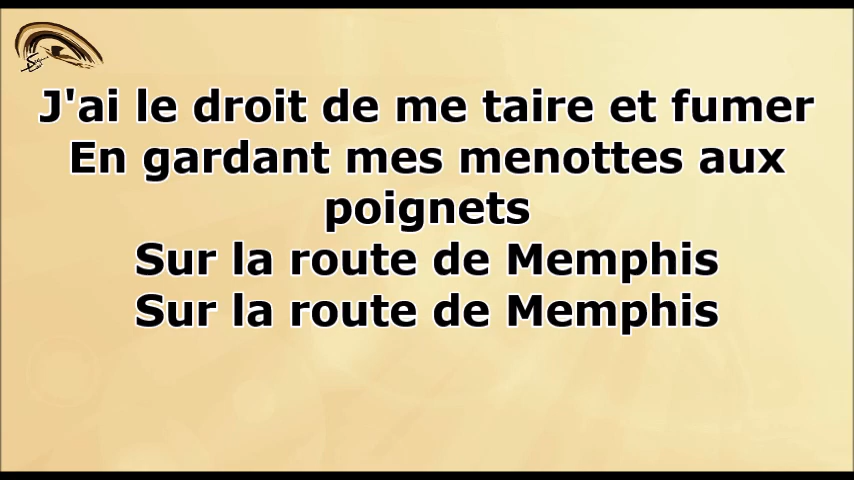 J'ai le droit de me taire et fumer
En gardant mes menottes aux
poignets
Sur la route de Memphis
Sur la route de Memphis